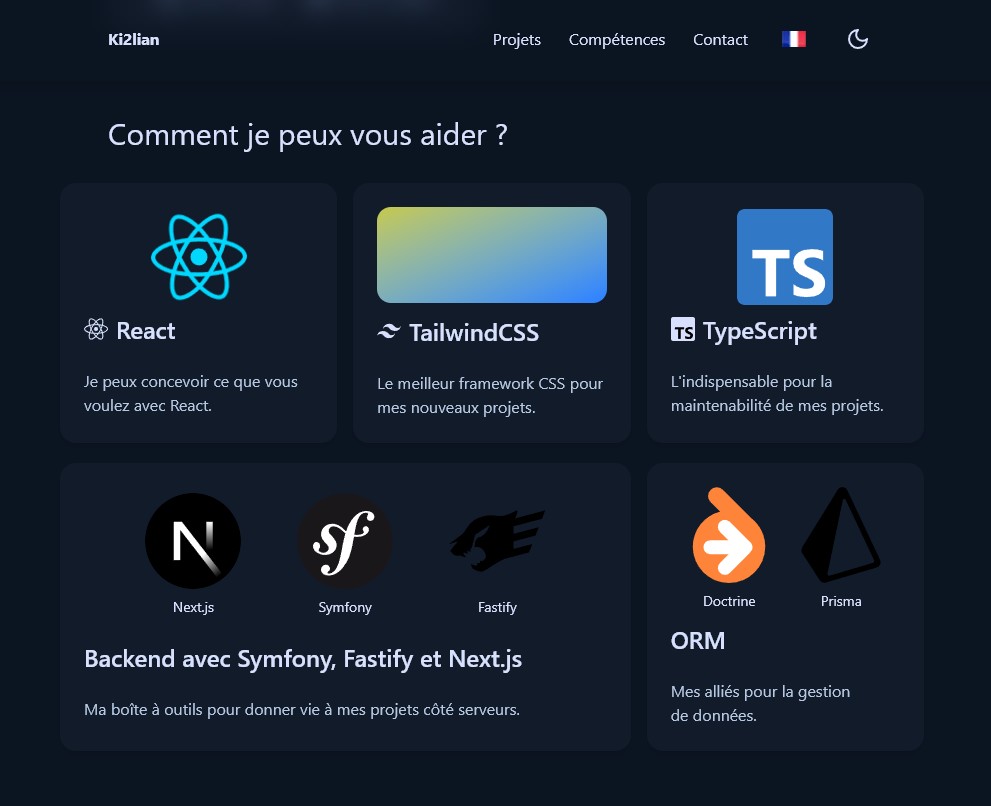 Ki2lian
Projets
Compétences
Contact
Comment je peux vous aider ?
TS
React
TailwindCSS
TS
TypeScript
Je peux concevoir ce que vous
voulez avec React.
Le meilleur framework CSS pour
mes nouveaux projets.
L'indispensable pour la
maintenabilité de mes projets.
N
sf
Next.js
Symfony
Fastify
Doctrine
Prisma
Backend avec Symfony, Fastify et Next.js
Ma boîte à outils pour donner vie à mes projets côté serveurs.
ORM
Mes alliés pour la gestion
de données.